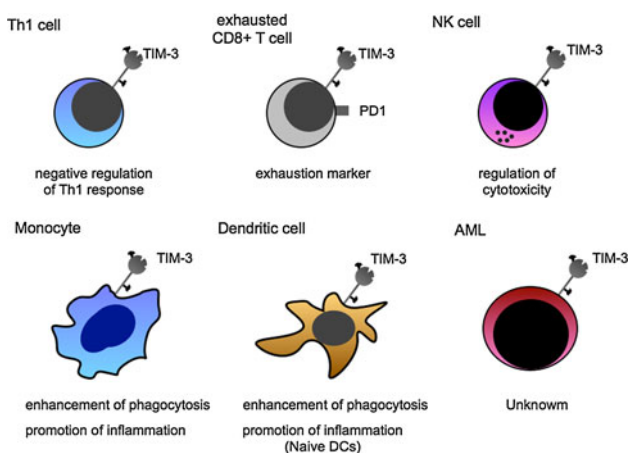 Th1 cell
TIM-3
negative regulation
of Th1 response
exhausted
CD8+ T cell
TIM-3
PD1
exhaustion marker
NK cell
TIM-3
regulation of
cytotoxicity
Monocyte
TIM-3
enhancement of phagocytosis
promotion of inflammation
Dendritic cell
TIM-3
enhancement of phagocytosis
promotion of inflammation
(Naive DCs)
AML
TIM-3
Unknowm